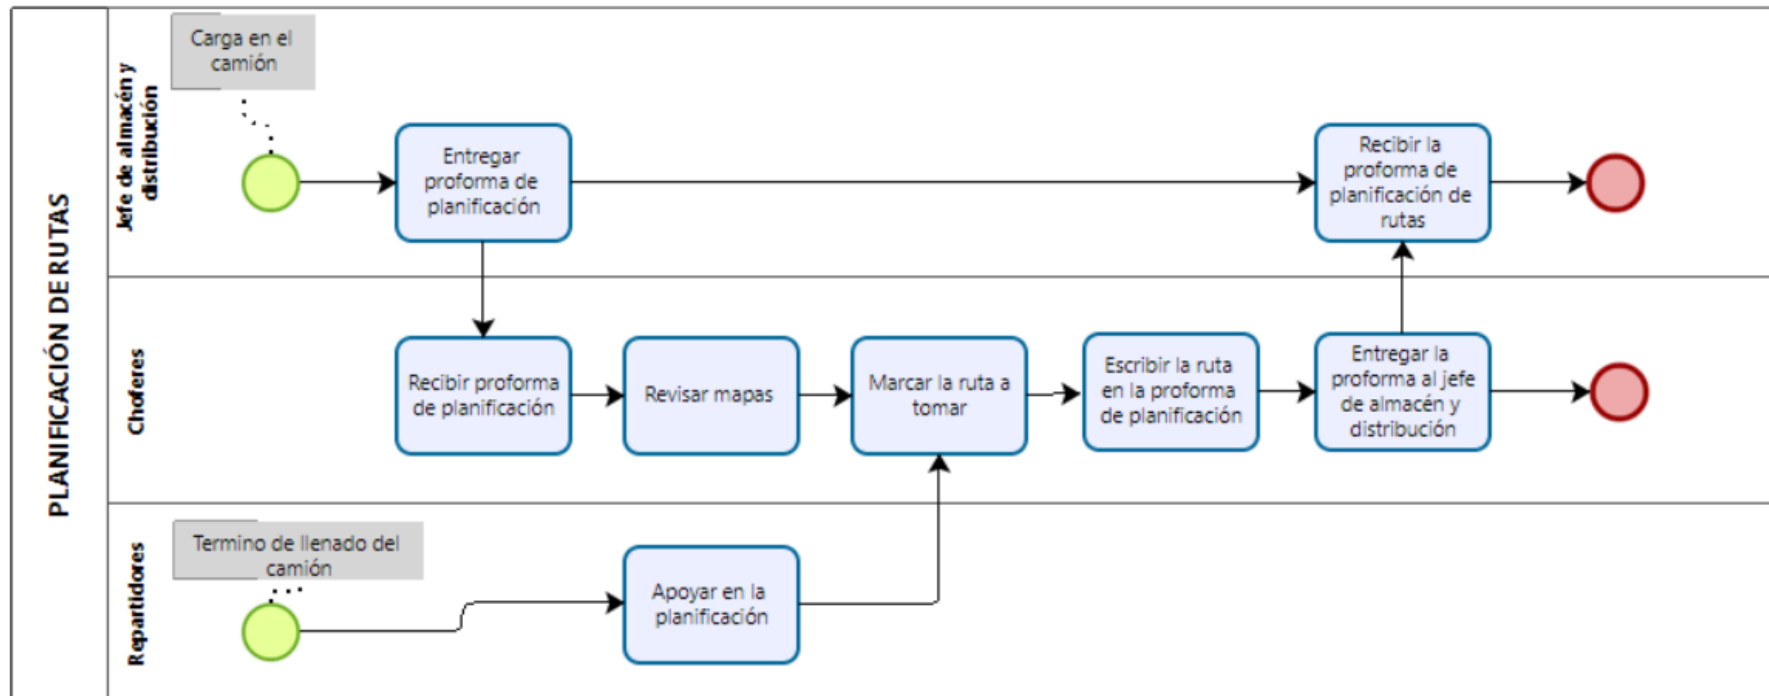 PLANIFICACIÓN DE RUTAS
Jefe de almacén y
distribución
Carga en el
camión
Entregar
proforma de
planificación
Recibir la
proforma de
planificación de
rutas
Choferes
Recibir proforma
de planificación
Revisar mapas
Marcar la ruta a
tomar
Escribir la ruta
en la proforma
de planificación
Entregar la
proforma al jefe
de almacén y
distribución
Repartidores
Termino de llenado del
camión
Apoyar en la
planificación